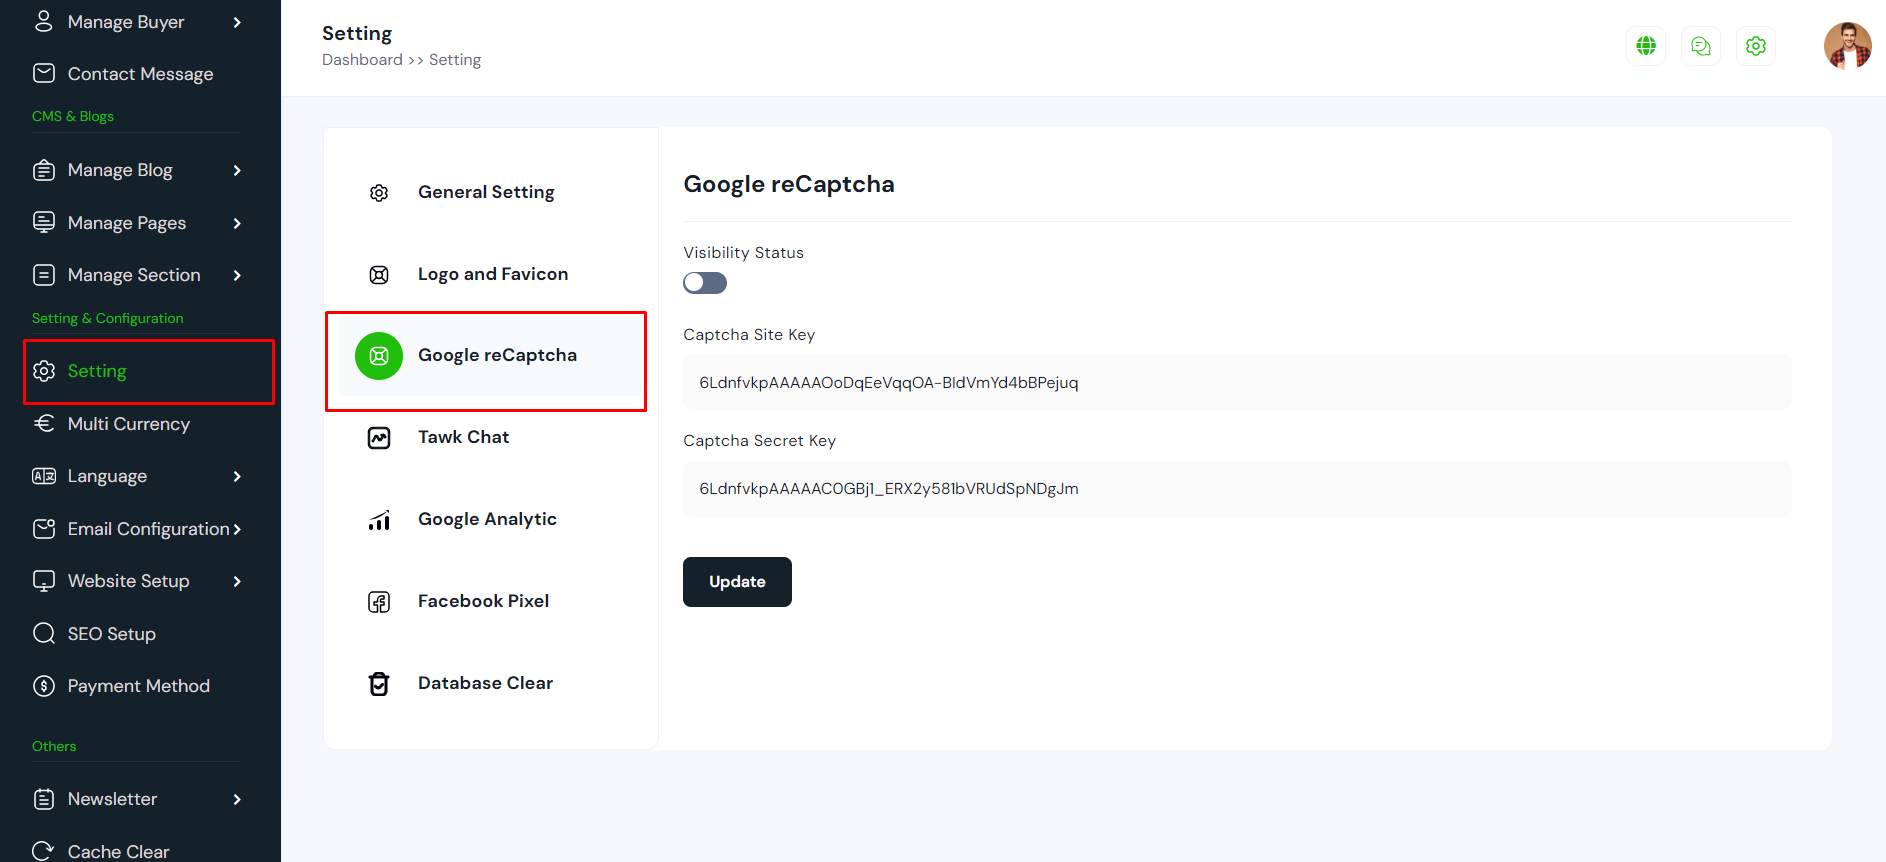 Manage Buyer
Contact Message
CMS & Blogs
Manage Blog
Manage Pages
Manage Section
Setting & Configuration
Setting
Multi Currency
Language
Email Configuration
Website Setup
SEO Setup
Payment Method
Others
Newsletter
Cache Clear
Setting
Dashboard >> Setting
General Setting
Logo and Favicon
Google reCaptcha
Tawk Chat
Google Analytic
Facebook Pixel
Database Clear
Google reCaptcha
Visibility Status
Captcha Site Key
6LdnfvkpAAAAAOoDqEeVqqOA-BIdVmYd4bBPejuq
Captcha Secret Key
6LdnfvkpAAAAAC0GBj1_ERX2y581bVRUdSpNDgJm
Update